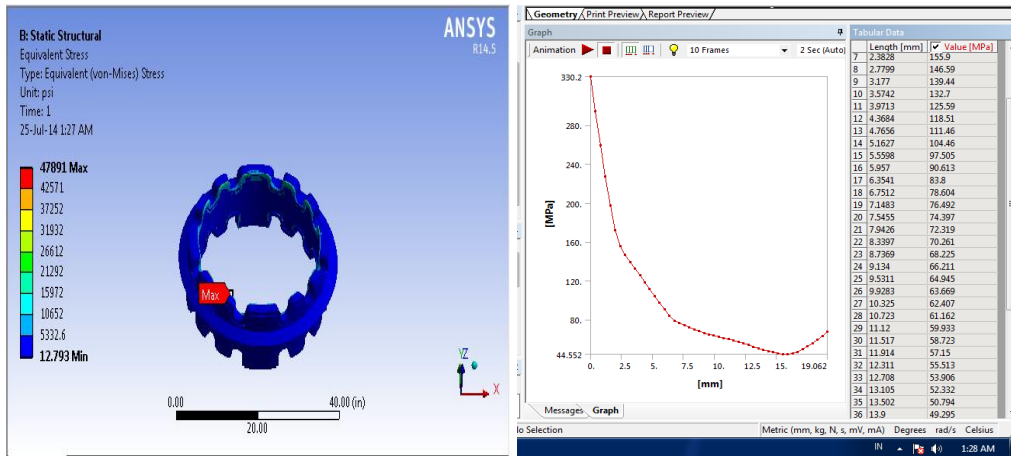 B: Static Structural
Equivalent Stress
Type: Equivalent (von-Mises) Stress
Unit: psi
Time: 1
25-Jul-14 1:27 AM
ANSYS
R14.5
47891 Max
42571
37252
31932
26612
21292
15972
10652
5332.6
12.793 Min
Max
YZ
X
0.00
40.00 (in)
20.00
Geometry Print Preview Report Preview
Graph
Animation
10 Frames
2 Sec (Auto)
330.2
280.
240.
200.
160.
120.
80.
44.552
[MPa]
0. 2.5 5. 7.5 10. 12.5 15. 19.062
[mm]
Messages Graph
Tabular Data
Length [mm] Value [MPa]
7 2.3828 155.9
8 2.7799 146.59
9 3.177 139.44
10 3.5742 132.7
11 3.9713 125.59
12 4.3684 118.51
13 4.7656 111.46
14 5.1627 104.46
15 5.5598 97.505
16 5.957 90.613
17 6.3541 83.8
18 6.7512 78.604
19 7.1483 76.492
20 7.5455 74.397
21 7.9426 72.319
22 8.3397 70.261
23 8.7369 68.225
24 9.134 66.211
25 9.5311 64.945
26 9.9283 63.669
27 10.325 62.407
28 10.723 61.162
29 11.12 59.933
30 11.517 58.723
31 11.914 57.15
32 12.311 55.513
33 12.708 53.906
34 13.105 52.332
35 13.502 50.794
36 13.9 49.295
lo Selection
Metric (mm, kg, N, s, mV, mA) Degrees rad/s Celsius
IN
1:28 AM